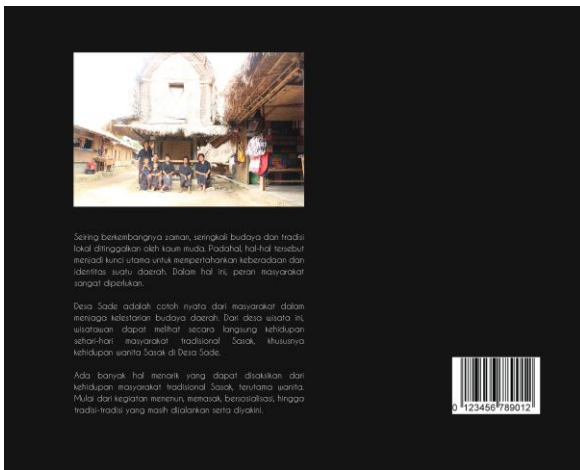 Seiring berkembangnya zaman, seringkali budaya dan tradisi
lokal ditinggalkan oleh kaum muda. Padahal, hal-hal tersebut
menjadi kunci utama untuk mempertahankan keberadaan dan
identitas suatu daerah. Dalam hal ini, peran masyarakat
sangat diperlukan.
Desa Sade adalah cotoh nyata dari masyarakat dalam
menjaga kelestarian budaya daerah. Dari desa wisata ini,
wisatawan dapat melihat secara langsung kehidupan
sehari-hari masyarakat tradisional Sasak, khususnya
kehidupan wanita Sasak di Desa Sade.
Ada banyak hal menarik yang dapat disaksikan dari
kehidupan masyarakat tradisional Sasak, terutama wanita.
Mulai dari kegiatan menenun, memasak, bersosialisasi, hingga
tradisi-tradisi yang masih dijalankan serta diyakini.
0 123456 789012